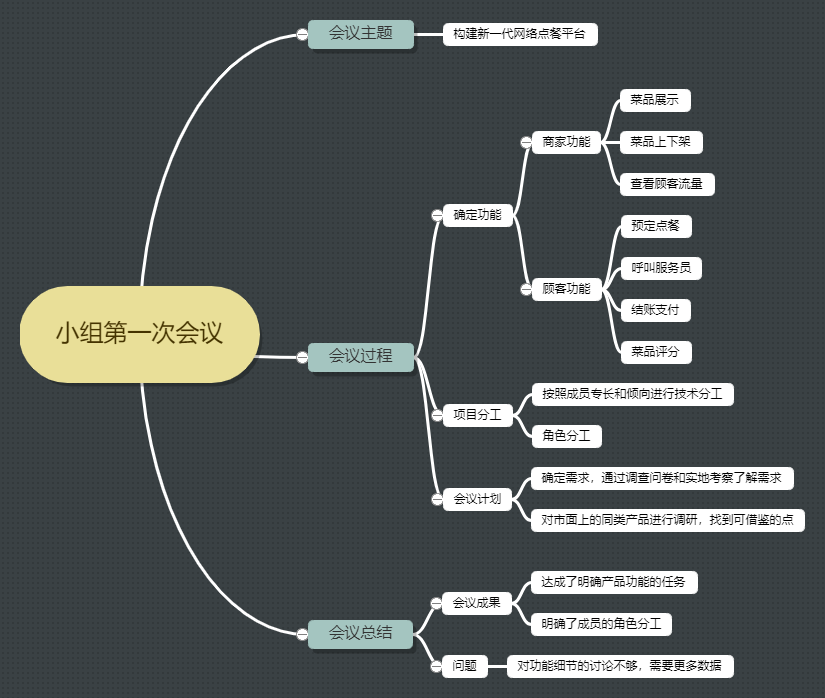 小组第一次会议
会议主题
构建新一代网络点餐平台
会议过程
确定功能
商家功能
菜品展示
菜品上下架
查看顾客流量
顾客功能
预定点餐
呼叫服务员
结账支付
菜品评分
项目分工
按照成员专长和倾向进行技术分工
角色分工
会议计划
确定需求，通过调查问卷和实地考察了解需求
对市面上的同类产品进行调研，找到可借鉴的点
会议总结
会议成果
达成了明确产品功能的任务
明确了成员的角色分工
问题
对功能细节的讨论不够，需要更多数据